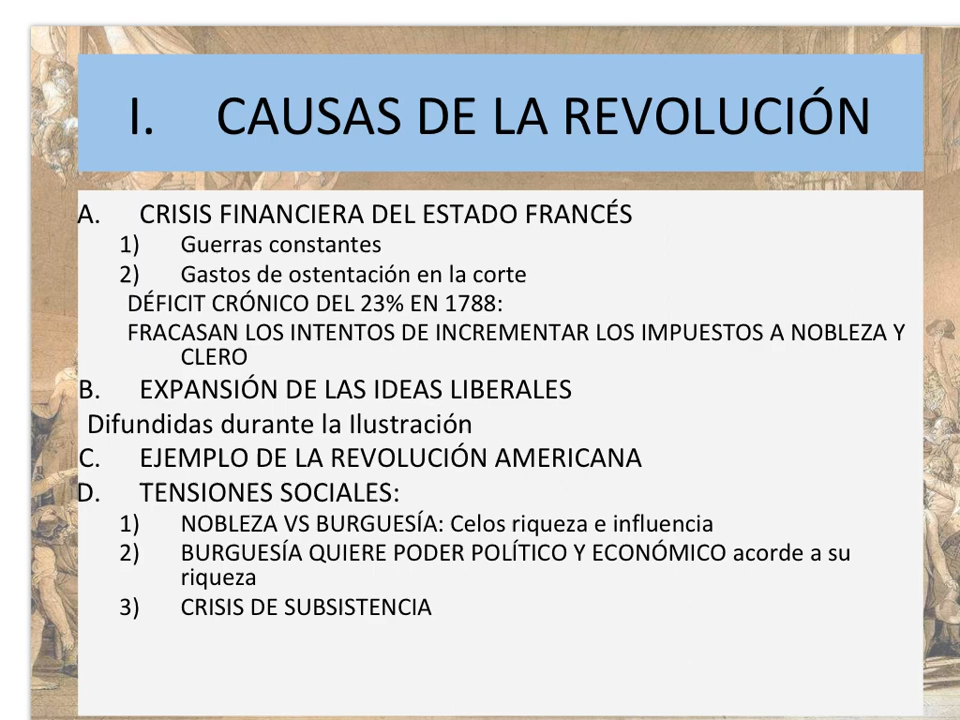 I. CAUSAS DE LA REVOLUCIÓN
A. CRISIS FINANCIERA DEL ESTADO FRANCÉS
1) Guerras constantes
2) Gastos de ostentación en la corte
DÉFICIT CRÓNICO DEL 23% EN 1788:
FRACASAN LOS INTENTOS DE INCREMENTAR LOS IMPUESTOS A NOBLEZA Y
CLERO
B. EXPANSIÓN DE LAS IDEAS LIBERALES
Difundidas durante la Ilustración
C. EJEMPLO DE LA REVOLUCIÓN AMERICANA
D. TENSIONES SOCIALES:
1) NOBLEZA VS BURGUESÍA: Celos riqueza e influencia
2) BURGUESÍA QUIERE PODER POLÍTICO Y ECONÓMICO acorde a su
riqueza
3) CRISIS DE SUBSISTENCIA